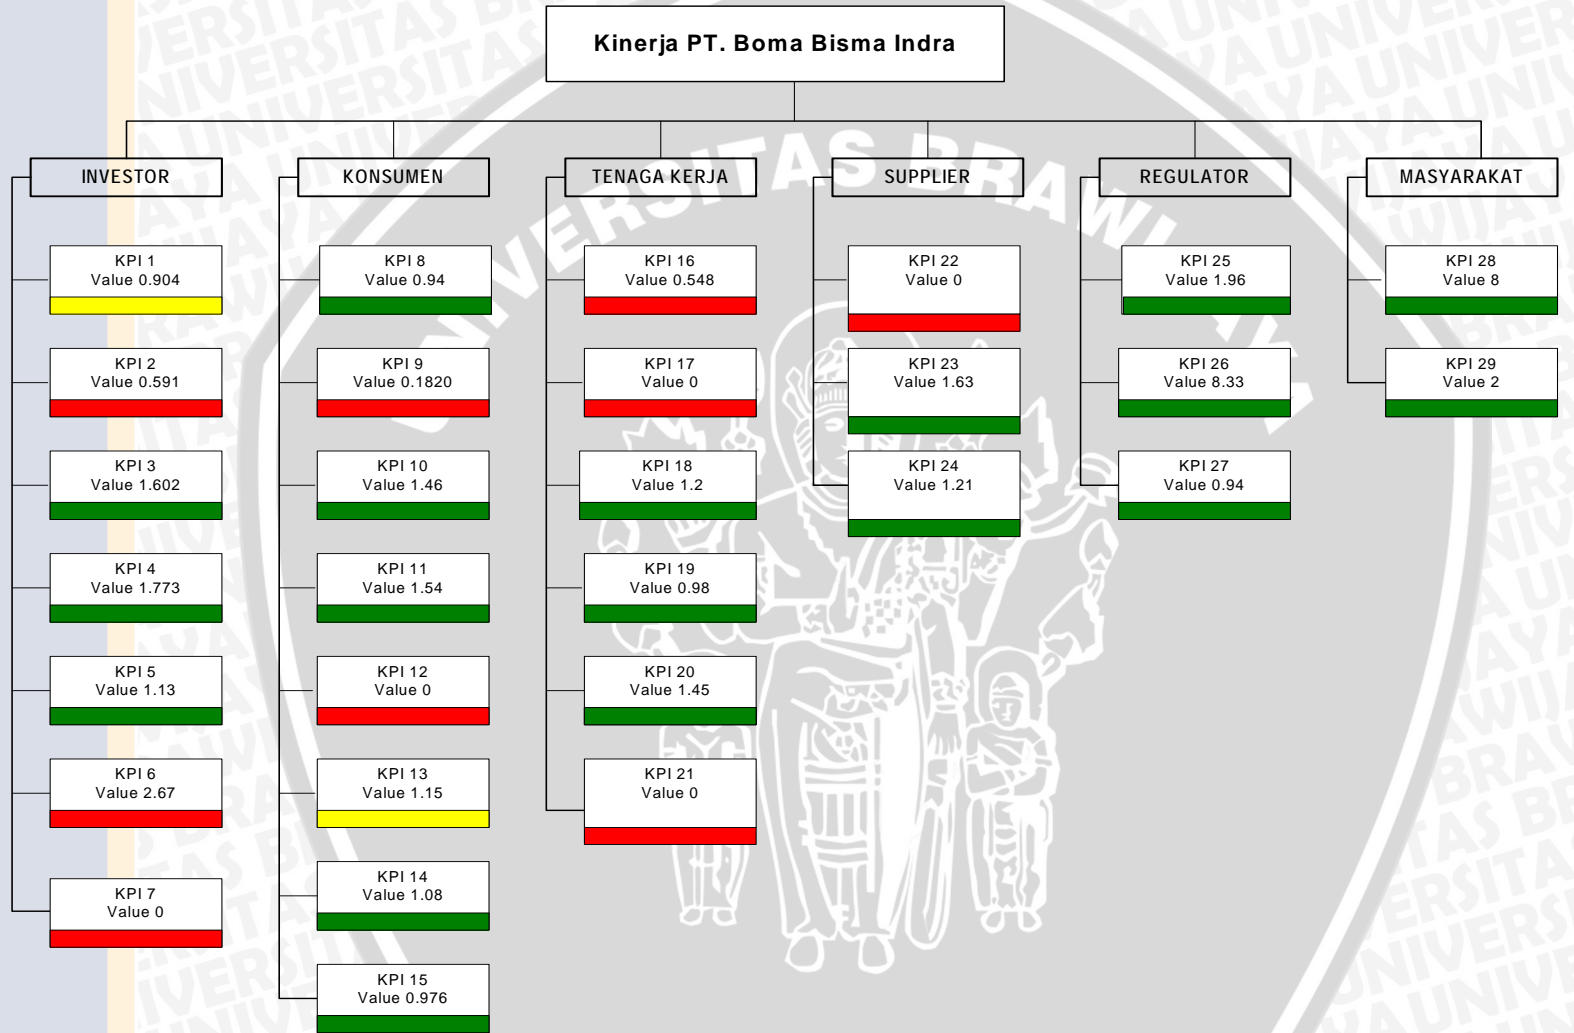 Kinerja PT. Boma Bisma Indra
INVESTOR
KPI 1
Value 0.904
KPI 2
Value 0.591
KPI 3
Value 1.602
KPI 4
Value 1.773
KPI 5
Value 1.13
KPI 6
Value 2.67
KPI 7
Value 0
KONSUMEN
KPI 8
Value 0.94
KPI 9
Value 0.1820
KPI 10
Value 1.46
KPI 11
Value 1.54
KPI 12
Value 0
KPI 13
Value 1.15
KPI 14
Value 1.08
KPI 15
Value 0.976
TENAGA KERJA
KPI 16
Value 0.548
KPI 17
Value 0
KPI 18
Value 1.2
KPI 19
Value 0.98
KPI 20
Value 1.45
KPI 21
Value 0
SUPPLIER
KPI 22
Value 0
KPI 23
Value 1.63
KPI 24
Value 1.21
REGULATOR
KPI 25
Value 1.96
KPI 26
Value 8.33
KPI 27
Value 0.94
MASYARAKAT
KPI 28
Value 8
KPI 29
Value 2
UNIVERSITAS BRAWIJAYA